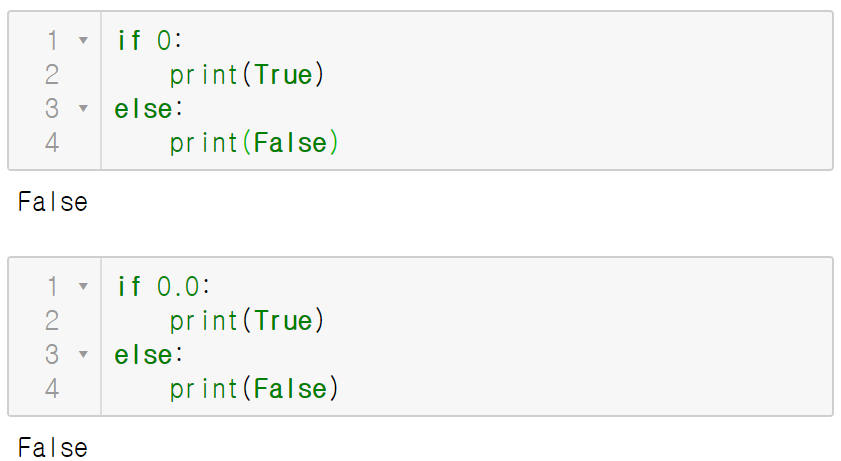 1 ▾ if 0:
2     print(True)
3 ▾ else:
4     print(False)
False
1 ▾ if 0.0:
2     print(True)
3 ▾ else:
4     print(False)
False